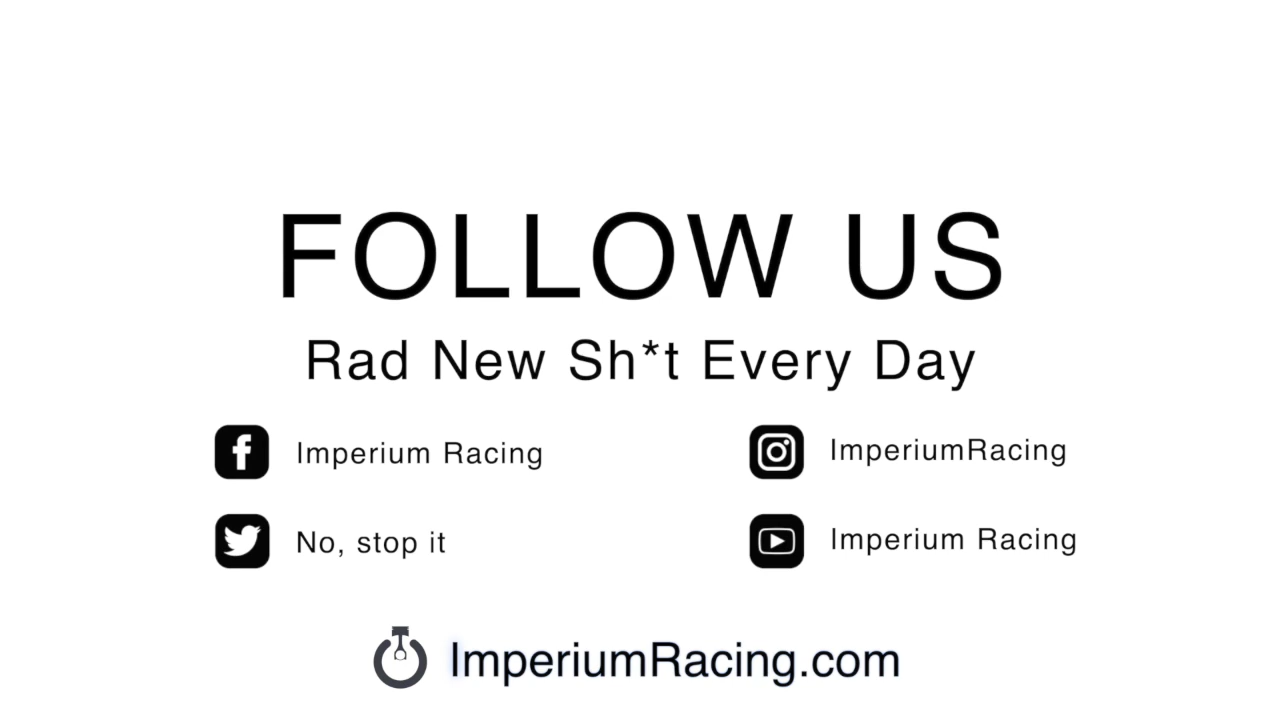 FOLLOW US
Rad New Sh*t Every Day
Imperium Racing
ImperiumRacing
No, stop it
Imperium Racing
ImperiumRacing.com